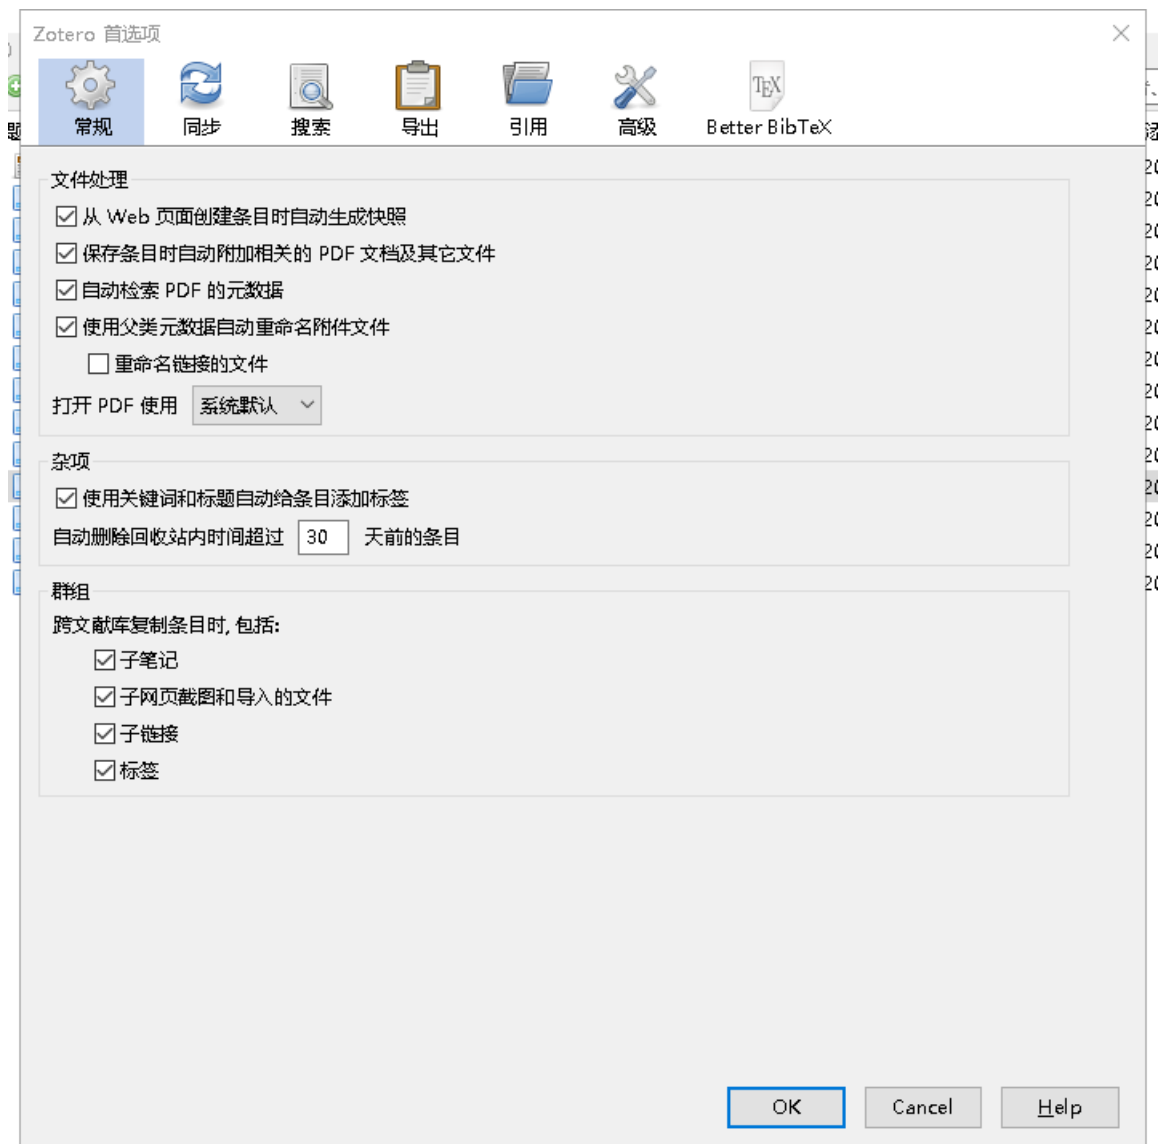 Zotero 首选项
常规 同步 搜索 导出 引用 高级 Better BibTeX
文件处理
从 Web 页面创建条目时自动生成快照
保存条目时自动附加相关的 PDF 文档及其它文件
自动检索 PDF 的元数据
使用父类元数据自动重命名附件文件
重命名链接的文件
打开 PDF 使用 系统默认
杂项
使用关键词和标题自动给条目添加标签
自动删除回收站内时间超过 30 天前的条目
群组
跨文献库复制条目时, 包括:
子笔记
子网页截图和导入的文件
子链接
标签
OK Cancel Help